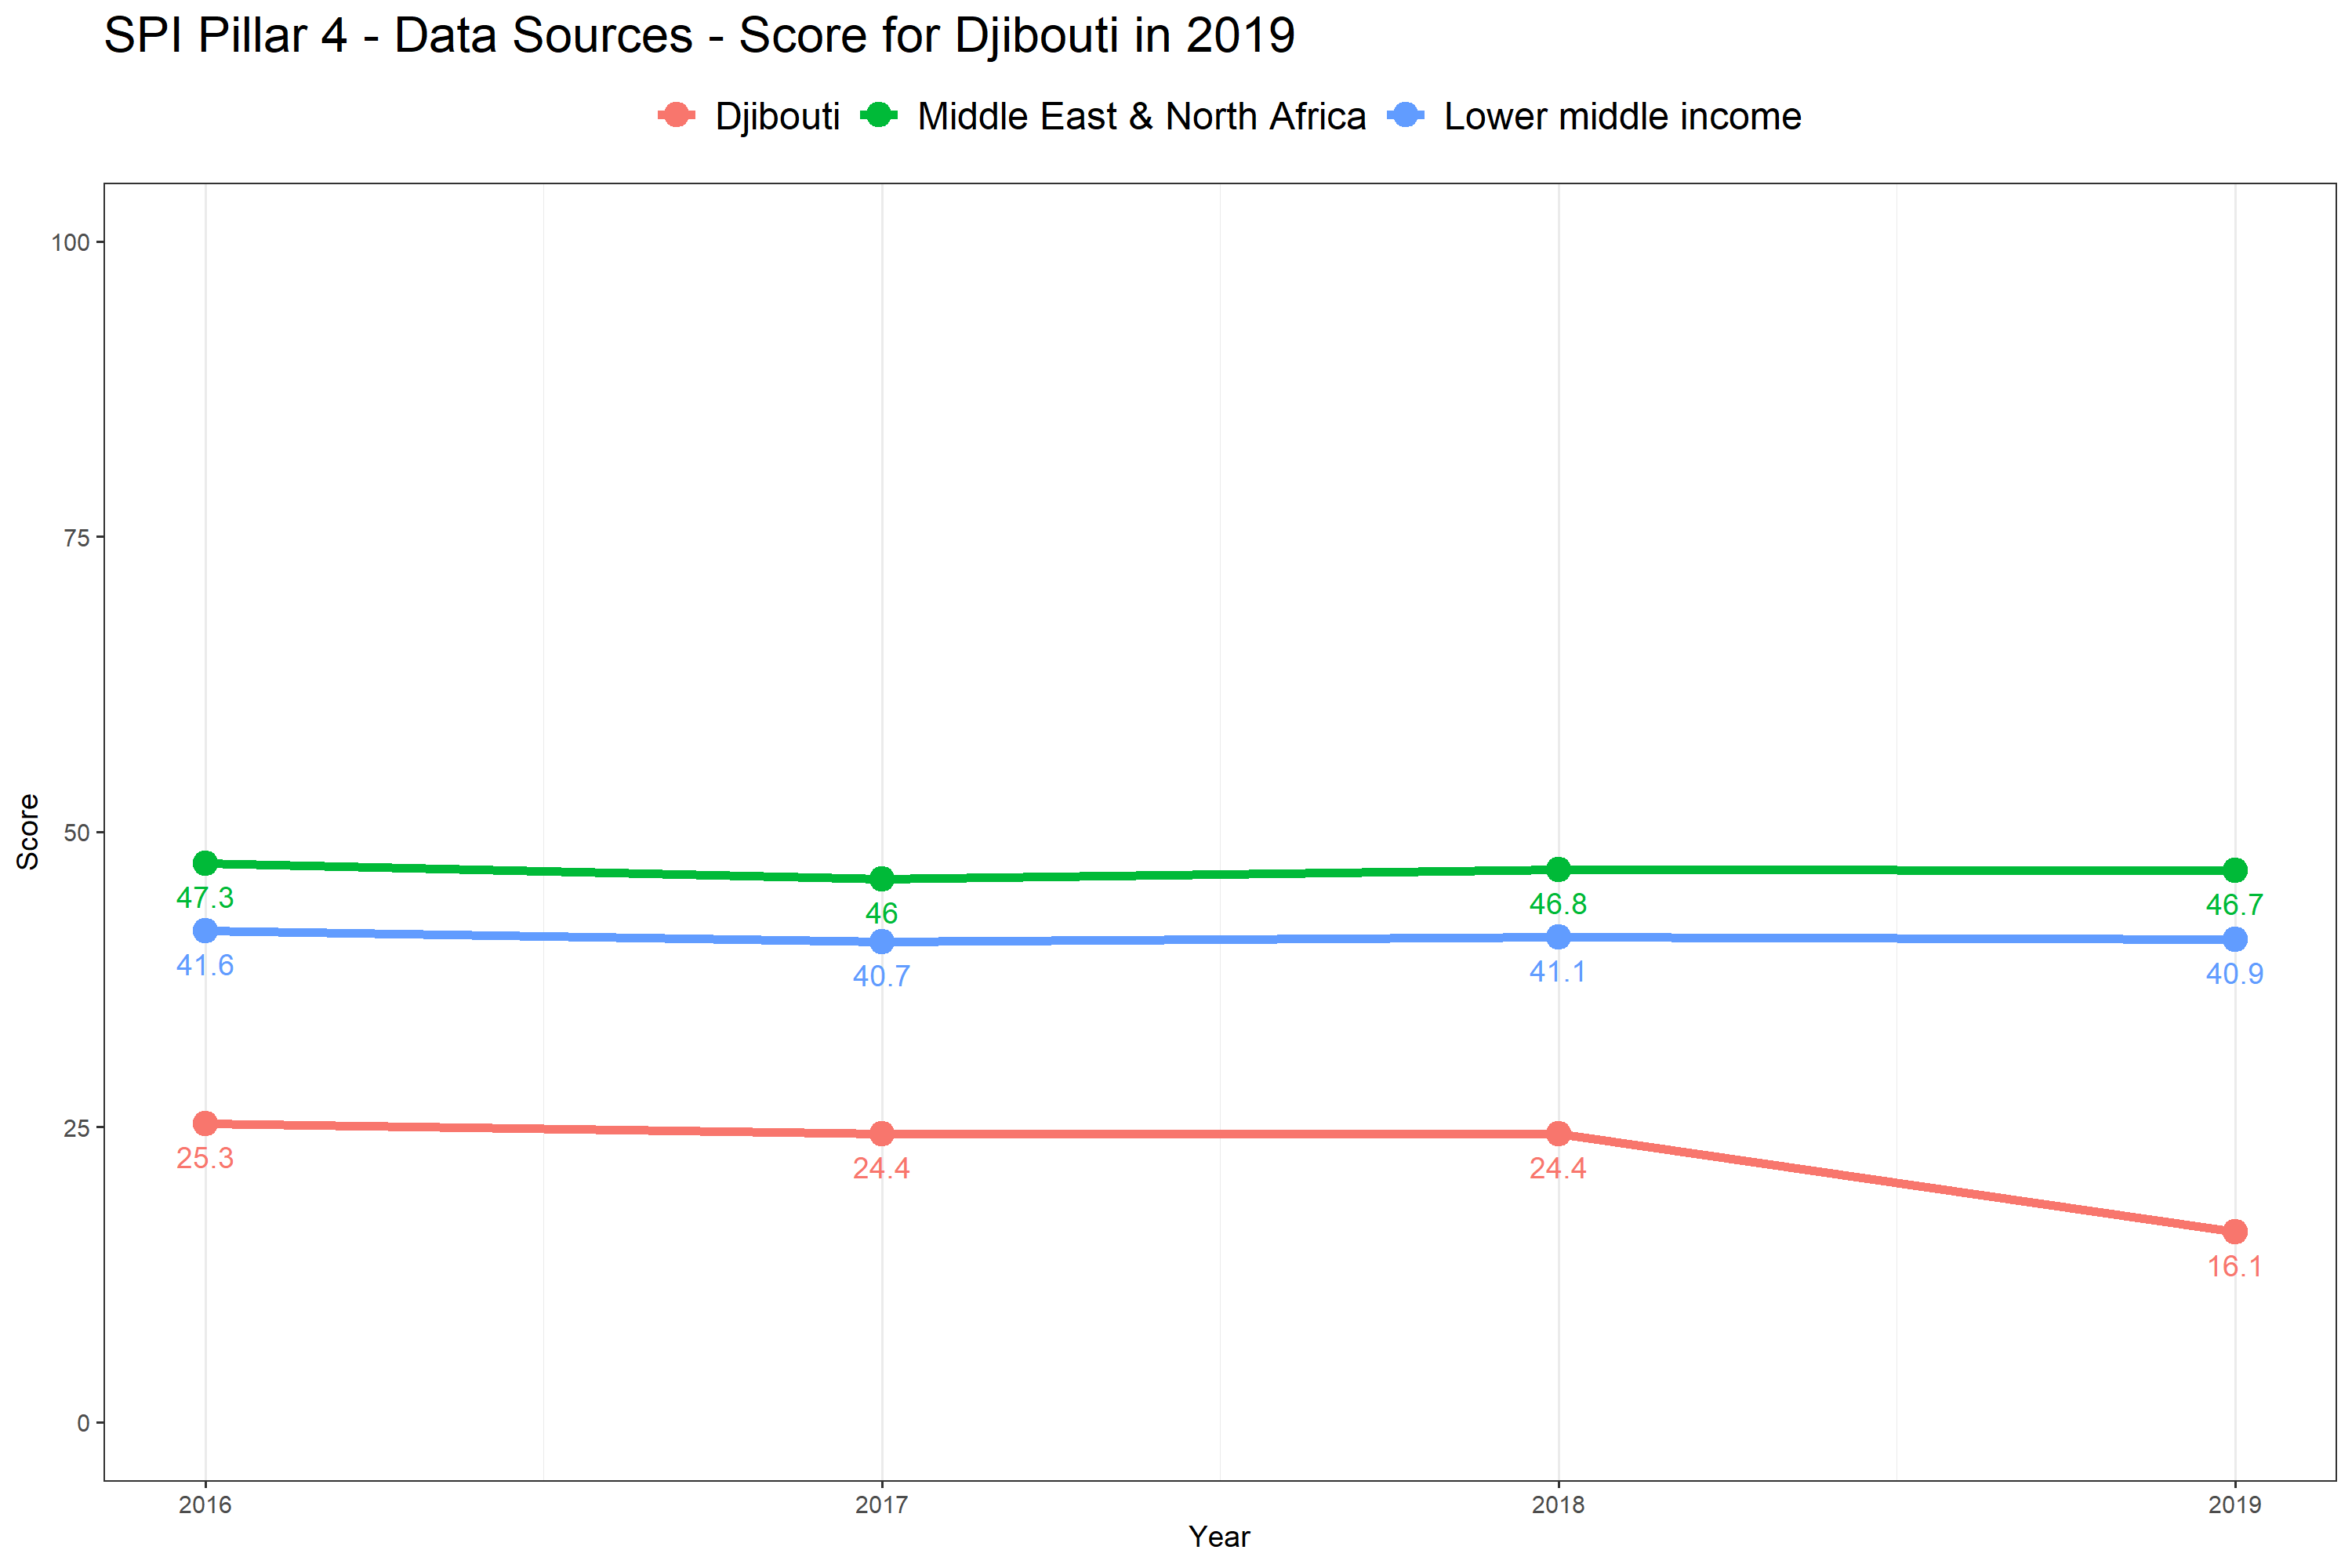 SPI Pillar 4 - Data Sources - Score for Djibouti in 2019
Djibouti Middle East & North Africa Lower middle income
100
75
50
25
0
Score
47.3 46 46.8 46.7
41.6 40.7 41.1 40.9
25.3 24.4 24.4 16.1
2016 2017 2018 2019
Year